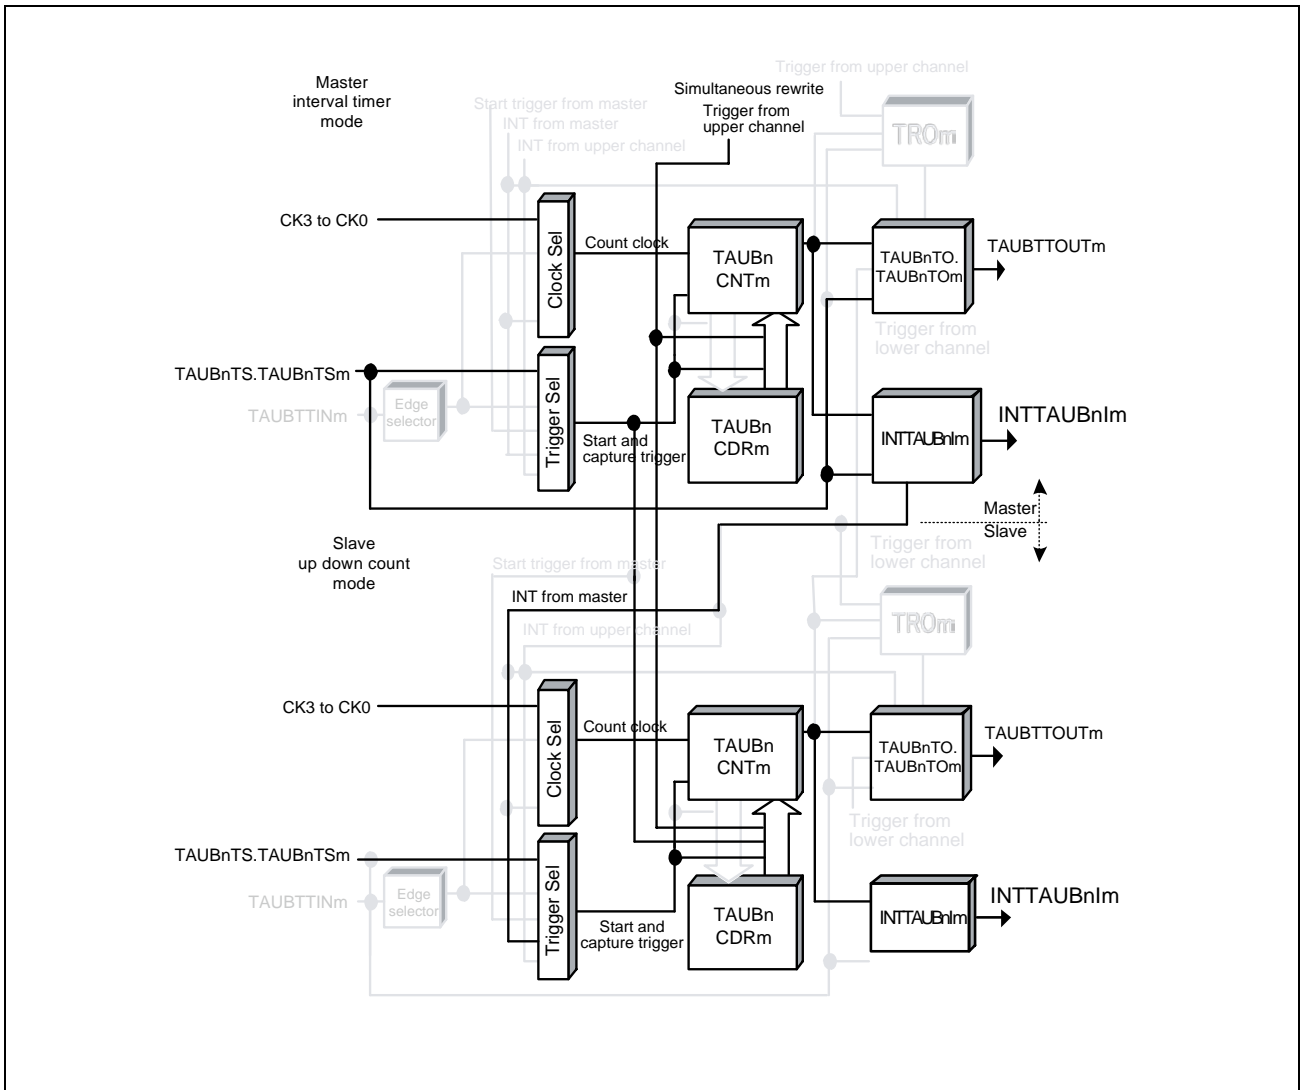 Master
interval timer
mode
Start trigger from master
INT from master
INT from upper channel
Simultaneous rewrite
Trigger from
upper channel
Trigger from upper channel
TROm
CK3 to CK0
Clock Sel
Count clock
TAUBn
CNTm
TAUBnTO.
TAUBnTOm
TAUBTTOUTm
Trigger from
lower channel
TAUBnTS.TAUBnTSm
TAUBTTINm
Edge
selector
Trigger Sel
Start and
capture trigger
TAUBn
CDRm
INTTAUBnIm
INTTAUBnIm
Master
Slave
Slave
up down count
mode
Start trigger from master
INT from master
INT from upper channel
Trigger from
lower channel
TROm
CK3 to CK0
Clock Sel
Count clock
TAUBn
CNTm
TAUBnTO.
TAUBnTOm
TAUBTTOUTm
Trigger from
lower channel
TAUBnTS.TAUBnTSm
TAUBTTINm
Edge
selector
Trigger Sel
Start and
capture trigger
TAUBn
CDRm
INTTAUBnIm
INTTAUBnIm